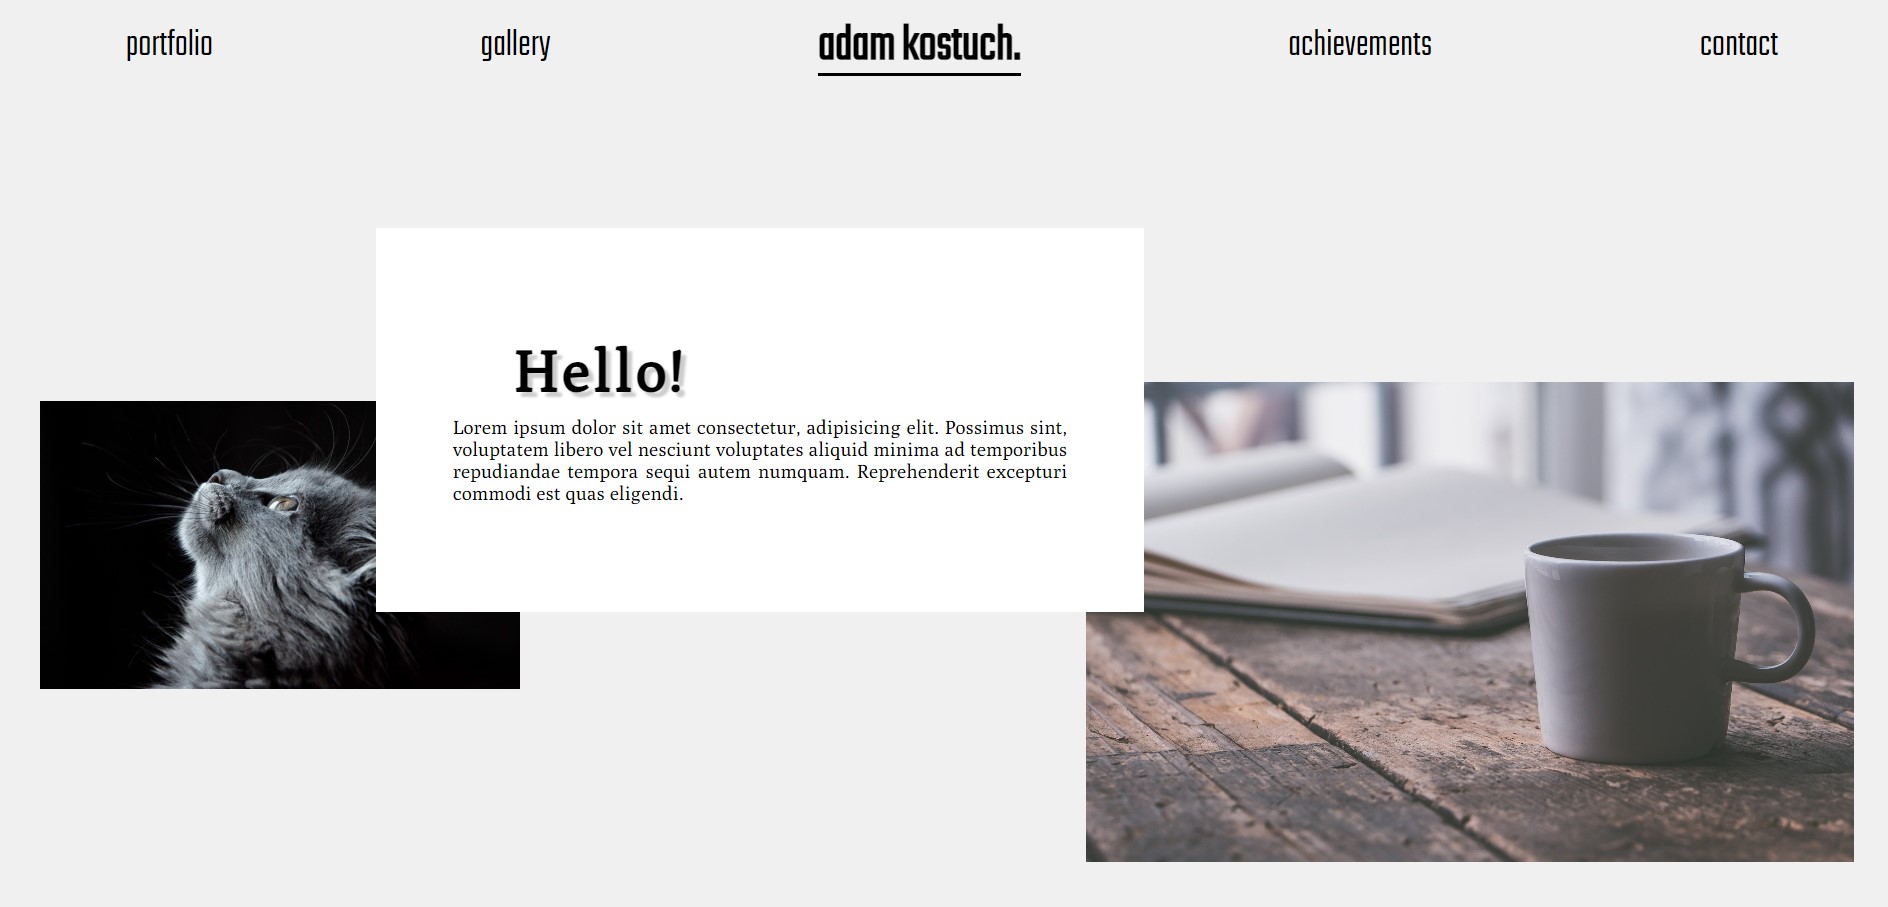 portfolio gallery adam kostuch. achievements contact
Hello!
Lorem ipsum dolor sit amet consectetur, adipisicing elit. Possimus sint,
voluptatem libero vel nesciunt voluptates aliquid minima ad temporibus
repudiandae tempora sequi autem numquam. Reprehenderit excepturi
commodi est quas eligendi.